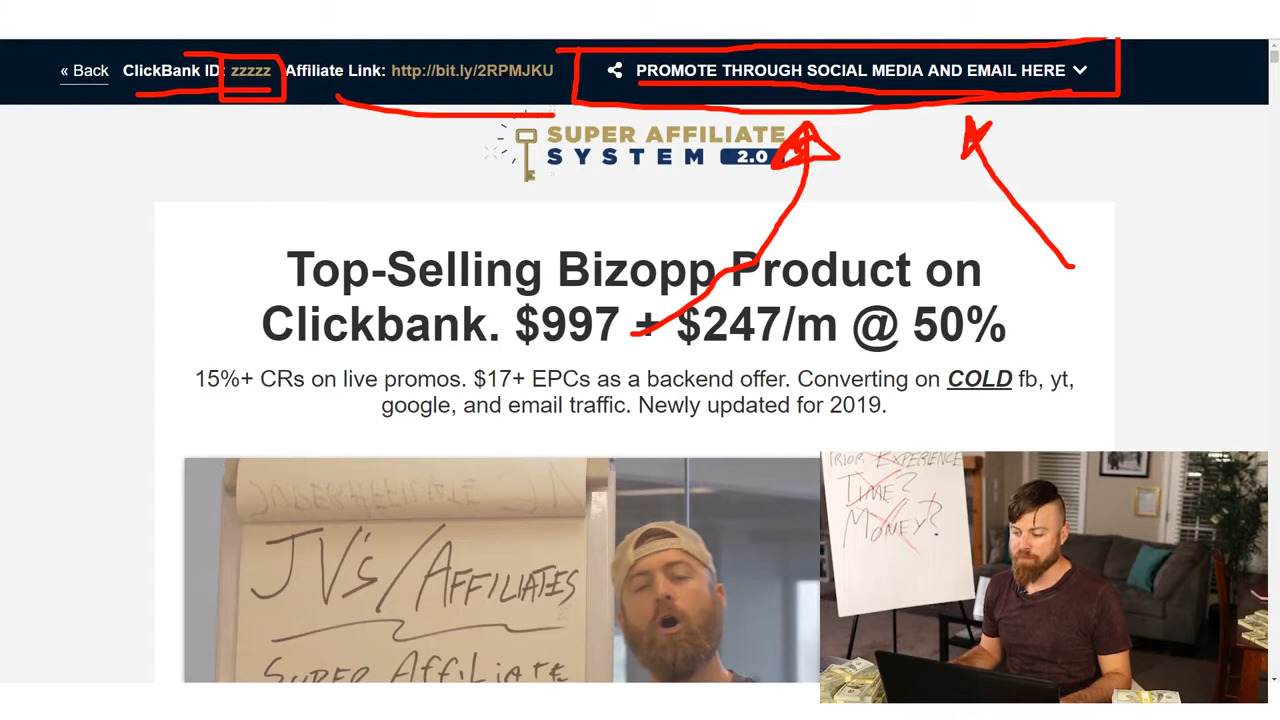 « Back ClickBank ID: zzzzz Affiliate Link: http://bit.ly/2RPMJKU PROMOTE THROUGH SOCIAL MEDIA AND EMAIL HERE
SUPER AFFILIATE
SYSTEM 2.0
Top-Selling Bizopp Product on
Clickbank. $997 + $247/m @ 50%
15%+ CRs on live promos. $17+ EPCs as a backend offer. Converting on COLD fb, yt,
google, and email traffic. Newly updated for 2019.
JV's/AFFILIATES
SUPER AFFILIATE
PRIOR EXPERIENCE
TIME?
MONEY?